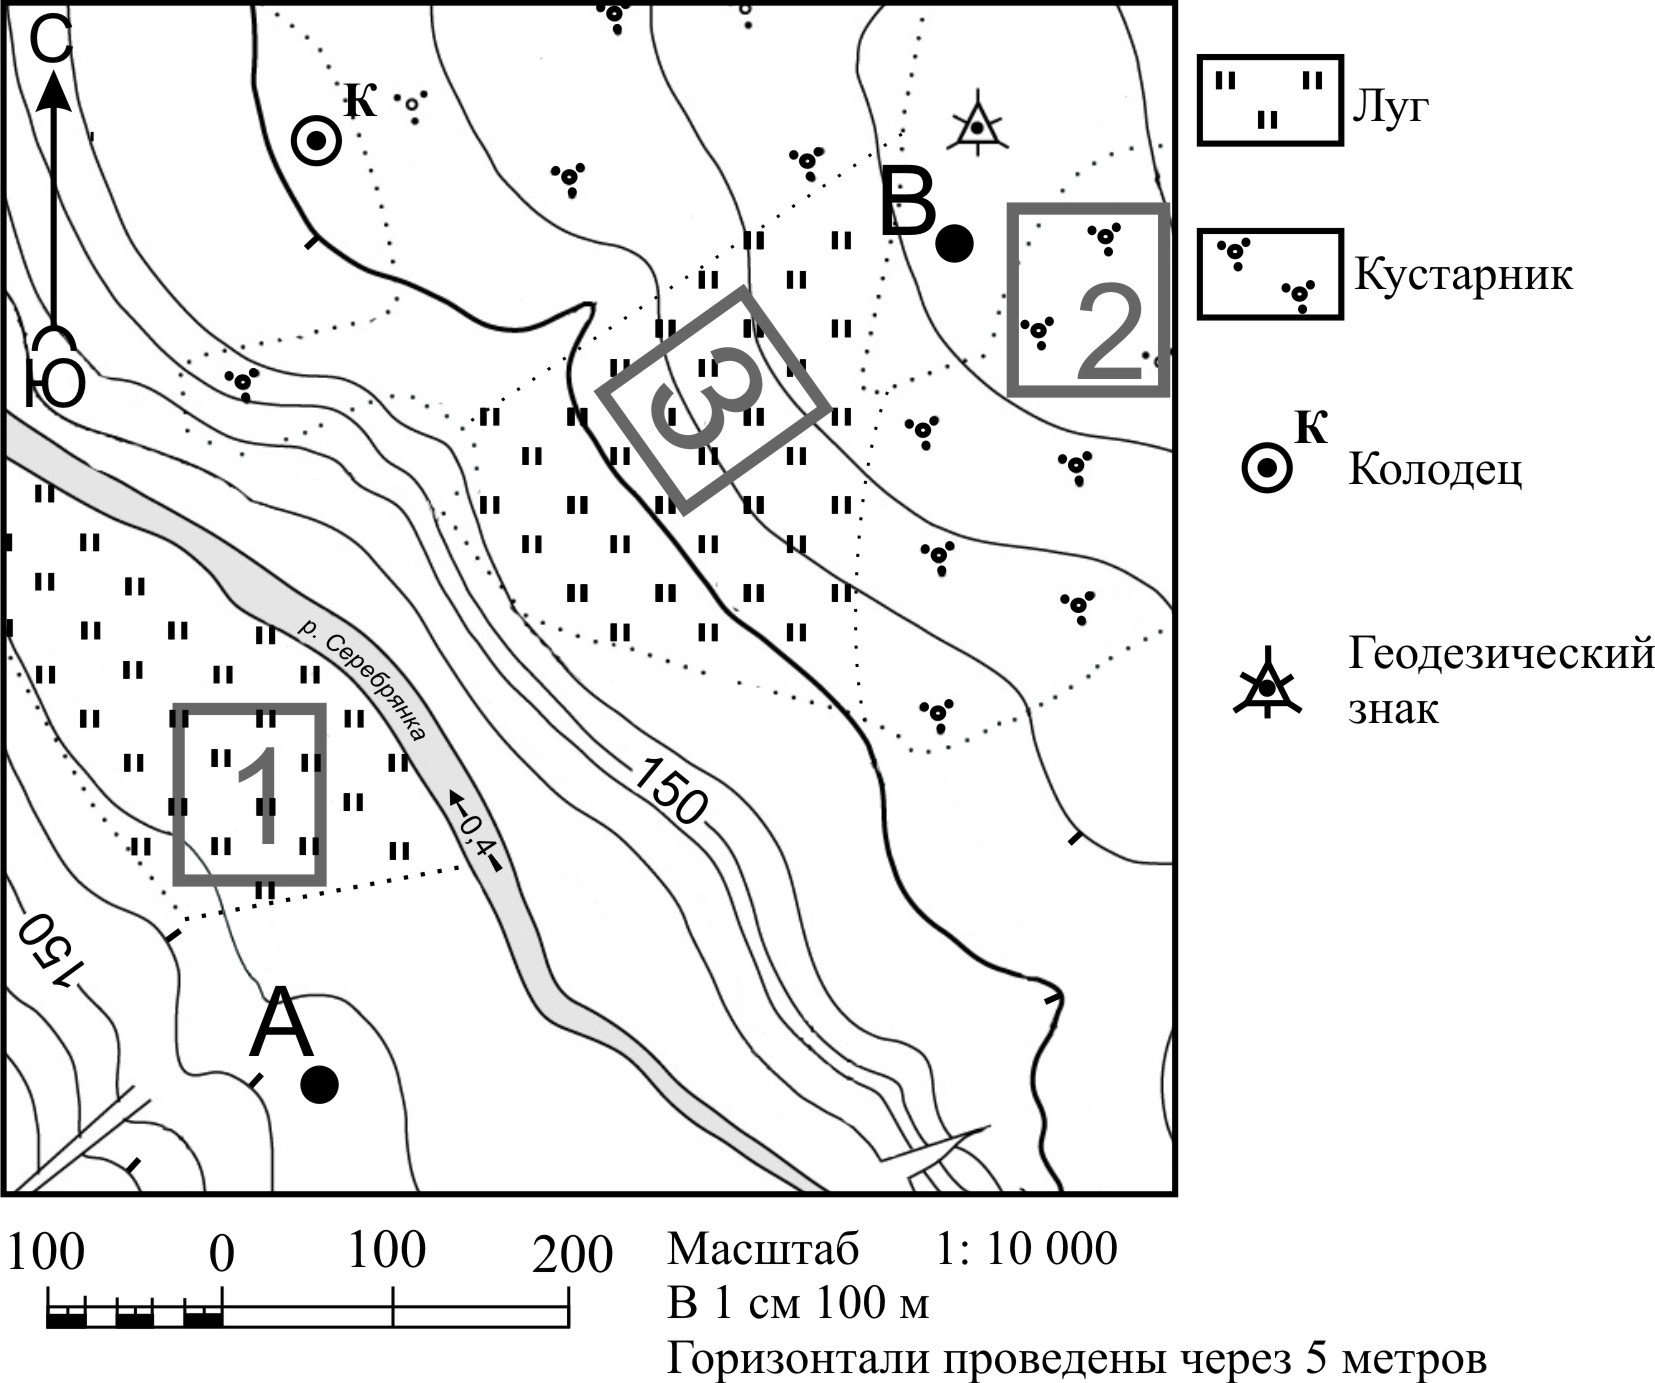 С
Ю
К
В
2
3
р. Серебрянка
1
0,4
150
150
А
Луг
Кустарник
К
Колодец
Геодезический
знак
100 0 100 200
Масштаб 1: 10 000
В 1 см 100 м
Горизонтали проведены через 5 метров